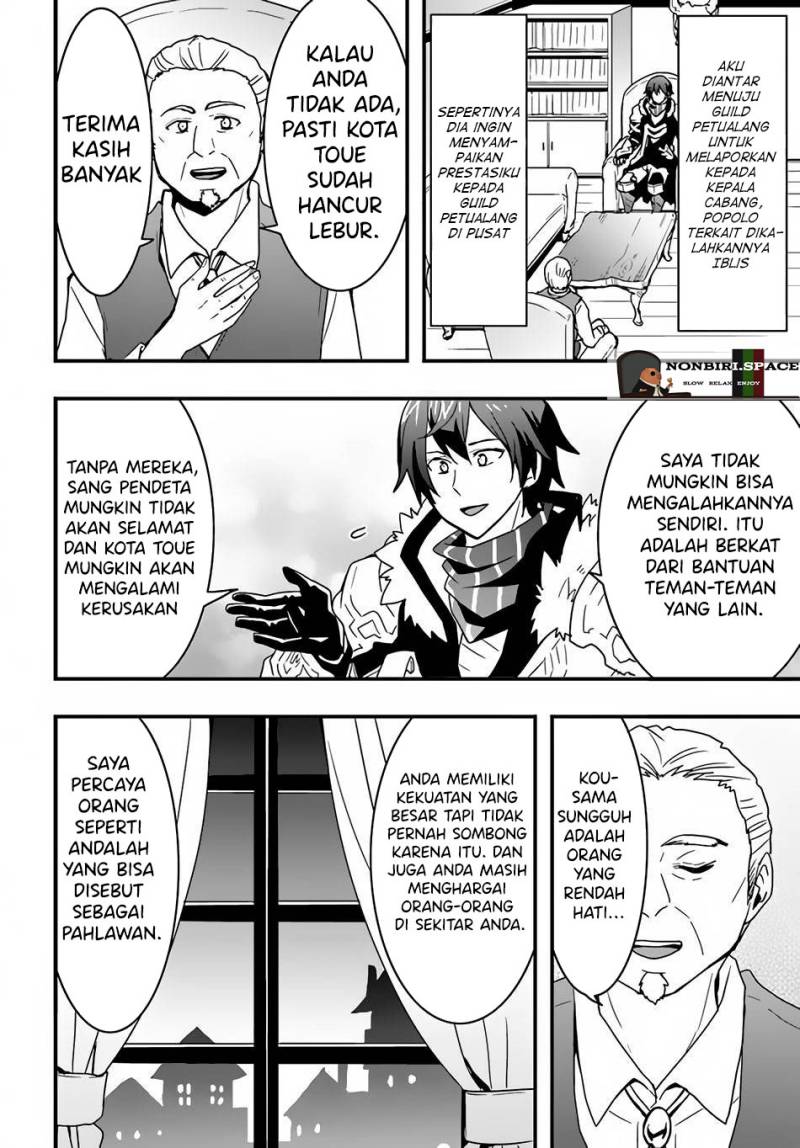 AKU
DIANTAR
MENUJU
GUILD
PETUALANG
UNTUK
MELAPORKAN
KEPADA
KEPALA
CABANG,
POPOLO
TERKAIT DIKA-
LAHKANNYA
IBLIS
SEPERTINYA
DIA INGIN
MENYAM-
PAIKAN
PRESTASIKU
KEPADA
GUILD
PETUALANG
DI PUSAT
NONBIRI.SPACE
SLOW RELAX ENJOY
KALAU
ANDA
TIDAK ADA,
PASTI KOTA
TOUE
SUDAH
HANCUR
LEBUR.
TERIMA
KASIH
BANYAK
SAYA TIDAK
MUNGKIN BISA
MENGALAHKANNYA
SENDIRI. ITU
ADALAH BERKAT
DARI BANTUAN
TEMAN-TEMAN
YANG LAIN.
TANPA MEREKA,
SANG PENDETA
MUNGKIN TIDAK
AKAN SELAMAT
DAN KOTA TOUE
MUNGKIN AKAN
MENGALAMI
KERUSAKAN
KOU-
SAMA
SUNGGUH
ADALAH
ORANG
YANG
RENDAH
HATI...
ANDA MEMILIKI
KEKUATAN YANG
BESAR TAPI TIDAK
PERNAH SOMBONG
KARENA ITU. DAN
JUGA ANDA MASIH
MENGHARGAI
ORANG-ORANG
DI SEKITAR ANDA.
SAYA
PERCAYA
ORANG
SEPERTI
ANDALAH
YANG BISA
DISEBUT
SEBAGAI
PAHLAWAN.